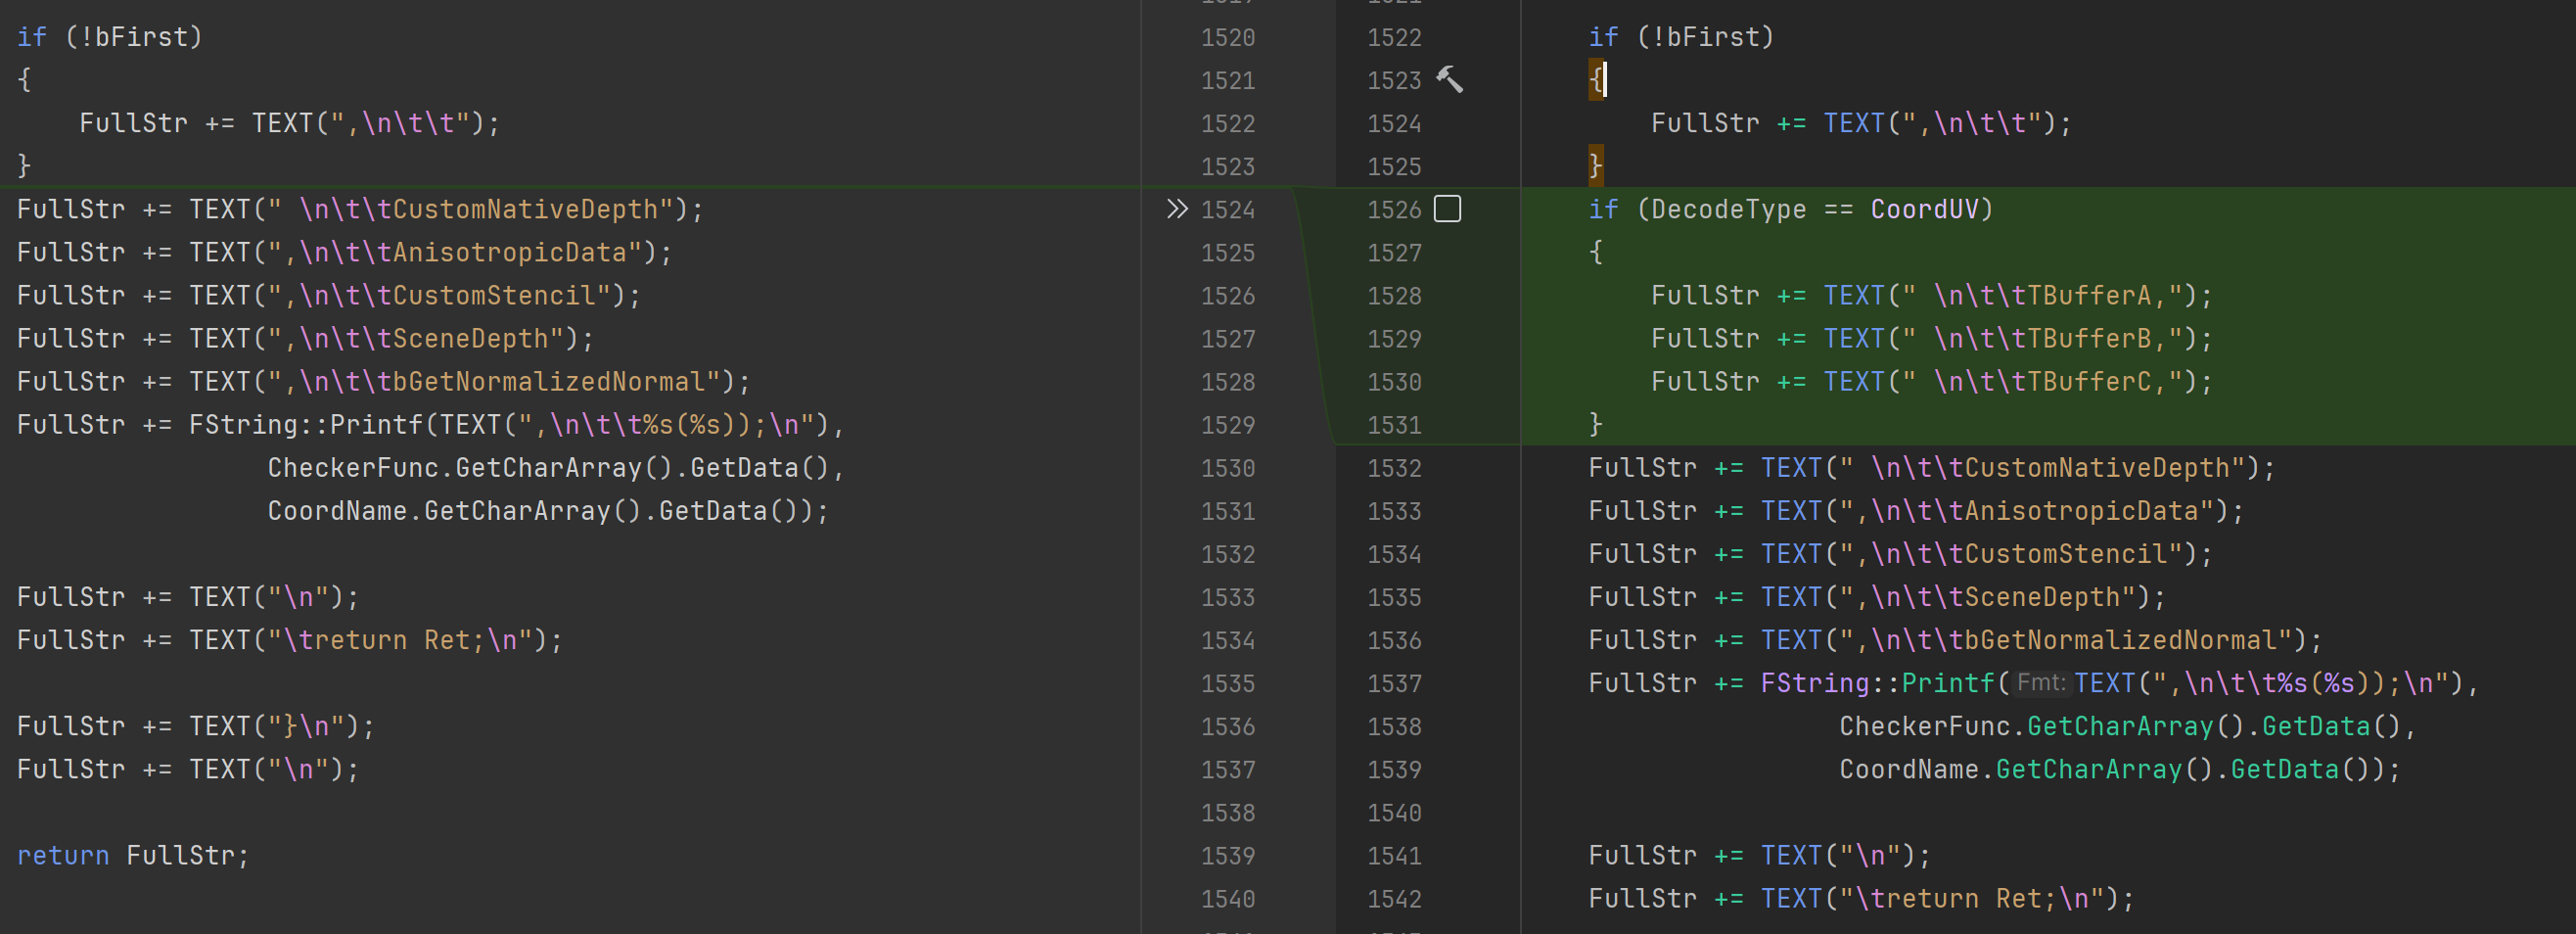 if (!bFirst)
{
    FullStr += TEXT(",\n\t\t");
}
FullStr += TEXT(" \n\t\tCustomNativeDepth");
FullStr += TEXT(",\n\t\tAnisotropicData");
FullStr += TEXT(",\n\t\tCustomStencil");
FullStr += TEXT(",\n\t\tSceneDepth");
FullStr += TEXT(",\n\t\tbGetNormalizedNormal");
FullStr += FString::Printf(TEXT(",\n\t\t%s(%s));\n"),
                CheckerFunc.GetCharArray().GetData(),
                CoordName.GetCharArray().GetData());
FullStr += TEXT("\n");
FullStr += TEXT("\treturn Ret;\n");
FullStr += TEXT("}\n");
FullStr += TEXT("\n");
return FullStr;
1520
1521
1522
1523
1524
1525
1526
1527
1528
1529
1530
1531
1532
1533
1534
1535
1536
1537
1538
1539
1540
1522
1523
1524
1525
1526
1527
1528
1529
1530
1531
1532
1533
1534
1535
1536
1537
1538
1539
1540
1541
1542
if (!bFirst)
{
    FullStr += TEXT(",\n\t\t");
}
if (DecodeType == CoordUV)
{
    FullStr += TEXT(" \n\t\tTBufferA,");
    FullStr += TEXT(" \n\t\tTBufferB,");
    FullStr += TEXT(" \n\t\tTBufferC,");
}
FullStr += TEXT(" \n\t\tCustomNativeDepth");
FullStr += TEXT(",\n\t\tAnisotropicData");
FullStr += TEXT(",\n\t\tCustomStencil");
FullStr += TEXT(",\n\t\tSceneDepth");
FullStr += TEXT(",\n\t\tbGetNormalizedNormal");
FullStr += FString::Printf( Fmt: TEXT(",\n\t\t%s(%s));\n"),
                CheckerFunc.GetCharArray().GetData(),
                CoordName.GetCharArray().GetData());
FullStr += TEXT("\n");
FullStr += TEXT("\treturn Ret;\n");